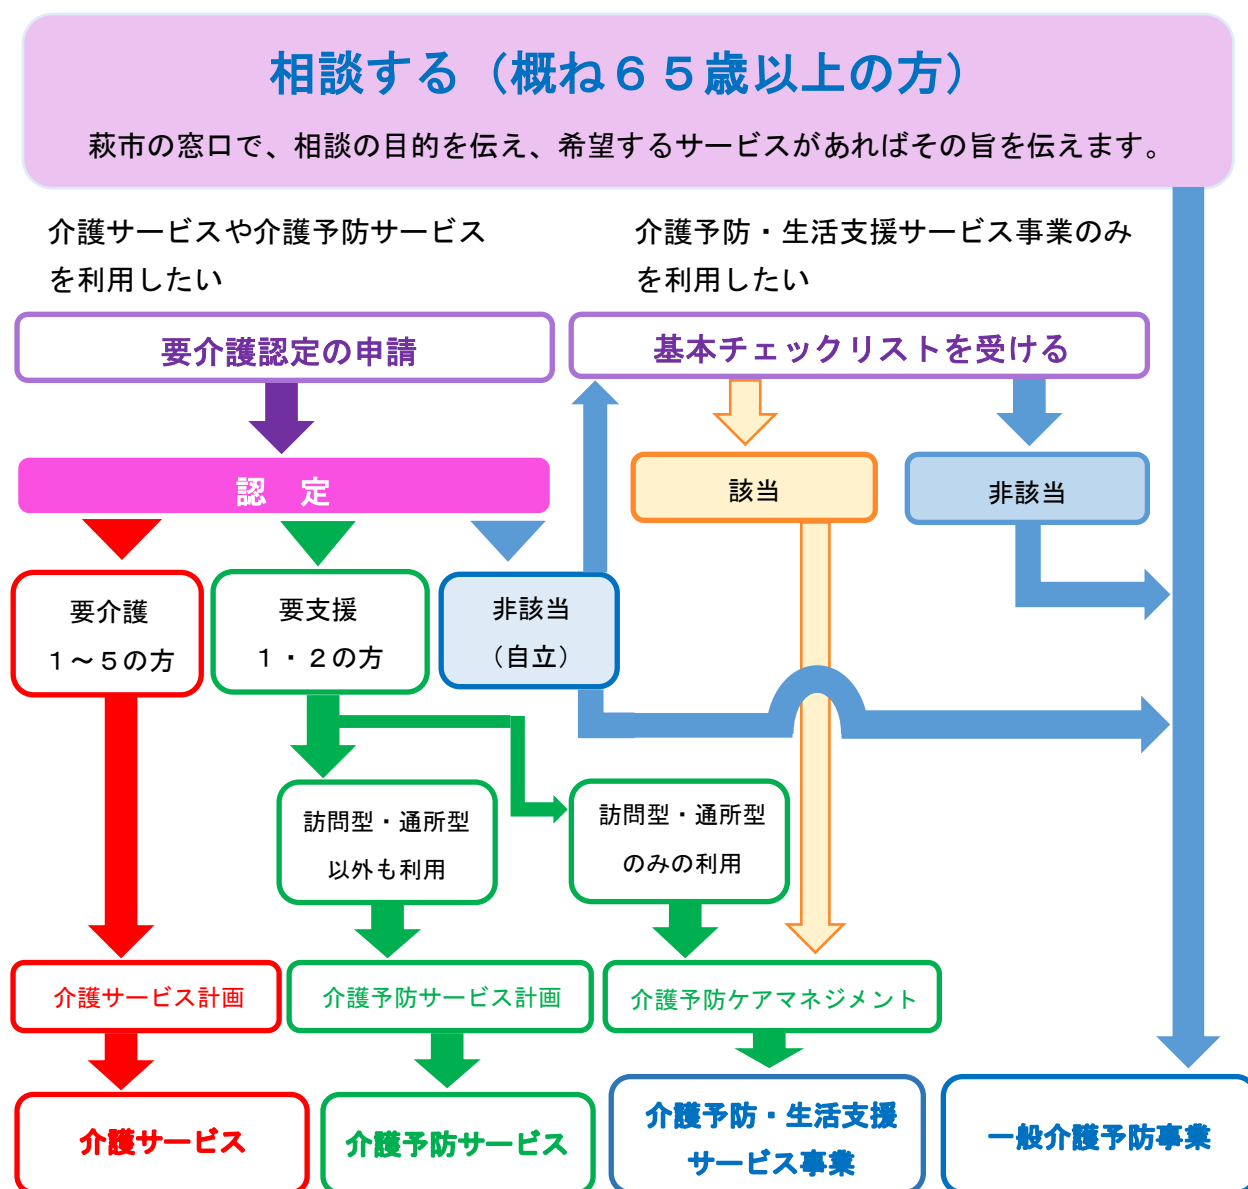 相談する（概ね６５歳以上の方）
萩市の窓口で、相談の目的を伝え、希望するサービスがあればその旨を伝えます。
介護サービスや介護予防サービス
を利用したい
介護予防・生活支援サービス事業のみ
を利用したい
要介護認定の申請
基本チェックリストを受ける
認　定
該当
非該当
要介護
１～５の方
要支援
１・２の方
非該当
（自立）
訪問型・通所型
以外も利用
訪問型・通所型
のみの利用
介護サービス計画
介護予防サービス計画
介護予防ケアマネジメント
介護サービス
介護予防サービス
介護予防・生活支援
サービス事業
一般介護予防事業